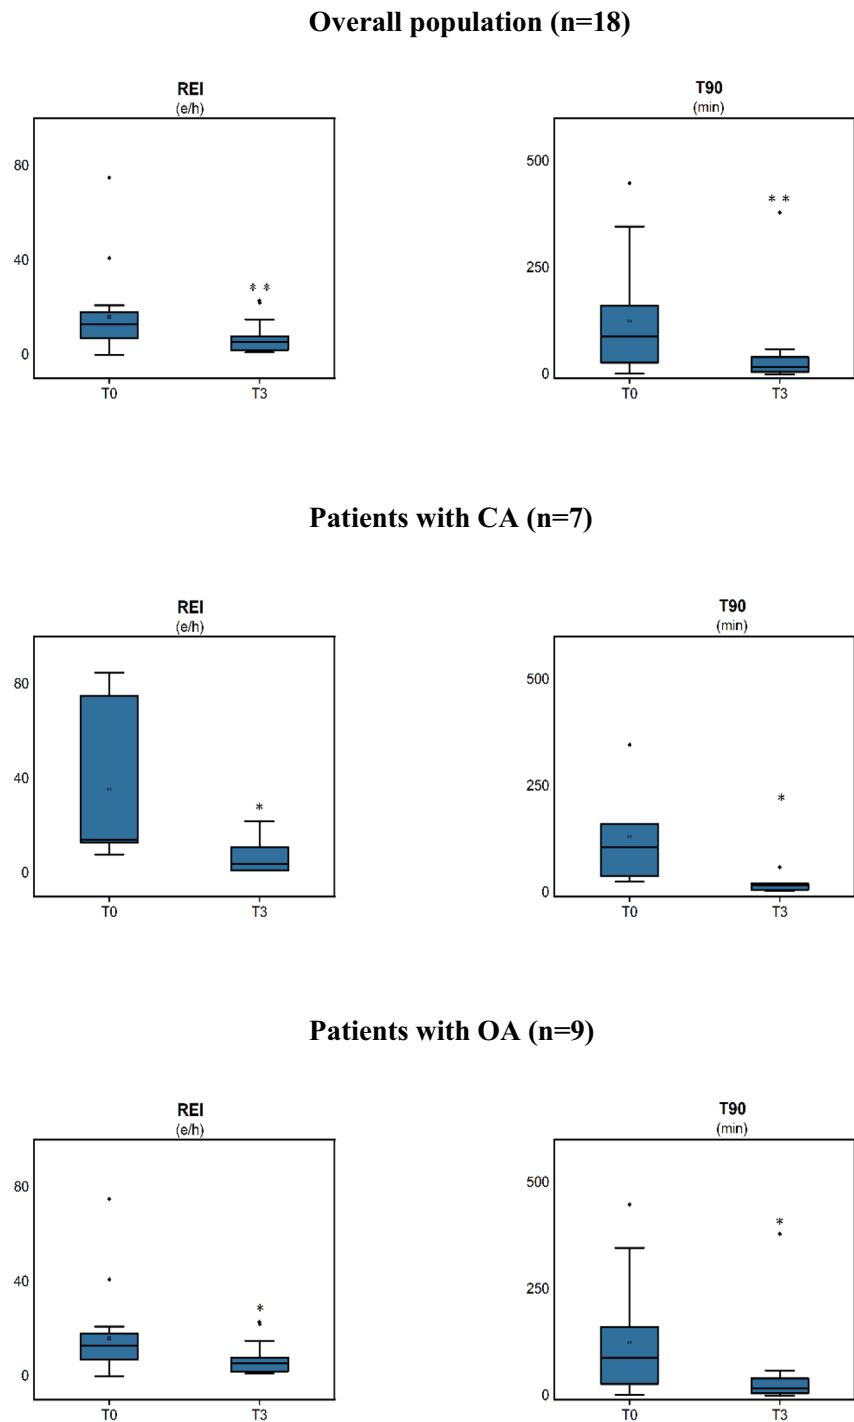 Overall population (n=18)
REI
(e/h)
T90
(min)
80
40
0
* *
T0
T3
500
250
0
* *
T0
T3
Patients with CA (n=7)
REI
(e/h)
T90
(min)
80
40
0
*
T0
T3
500
250
0
*
T0
T3
Patients with OA (n=9)
REI
(e/h)
T90
(min)
80
40
0
*
T0
T3
500
250
0
*
T0
T3